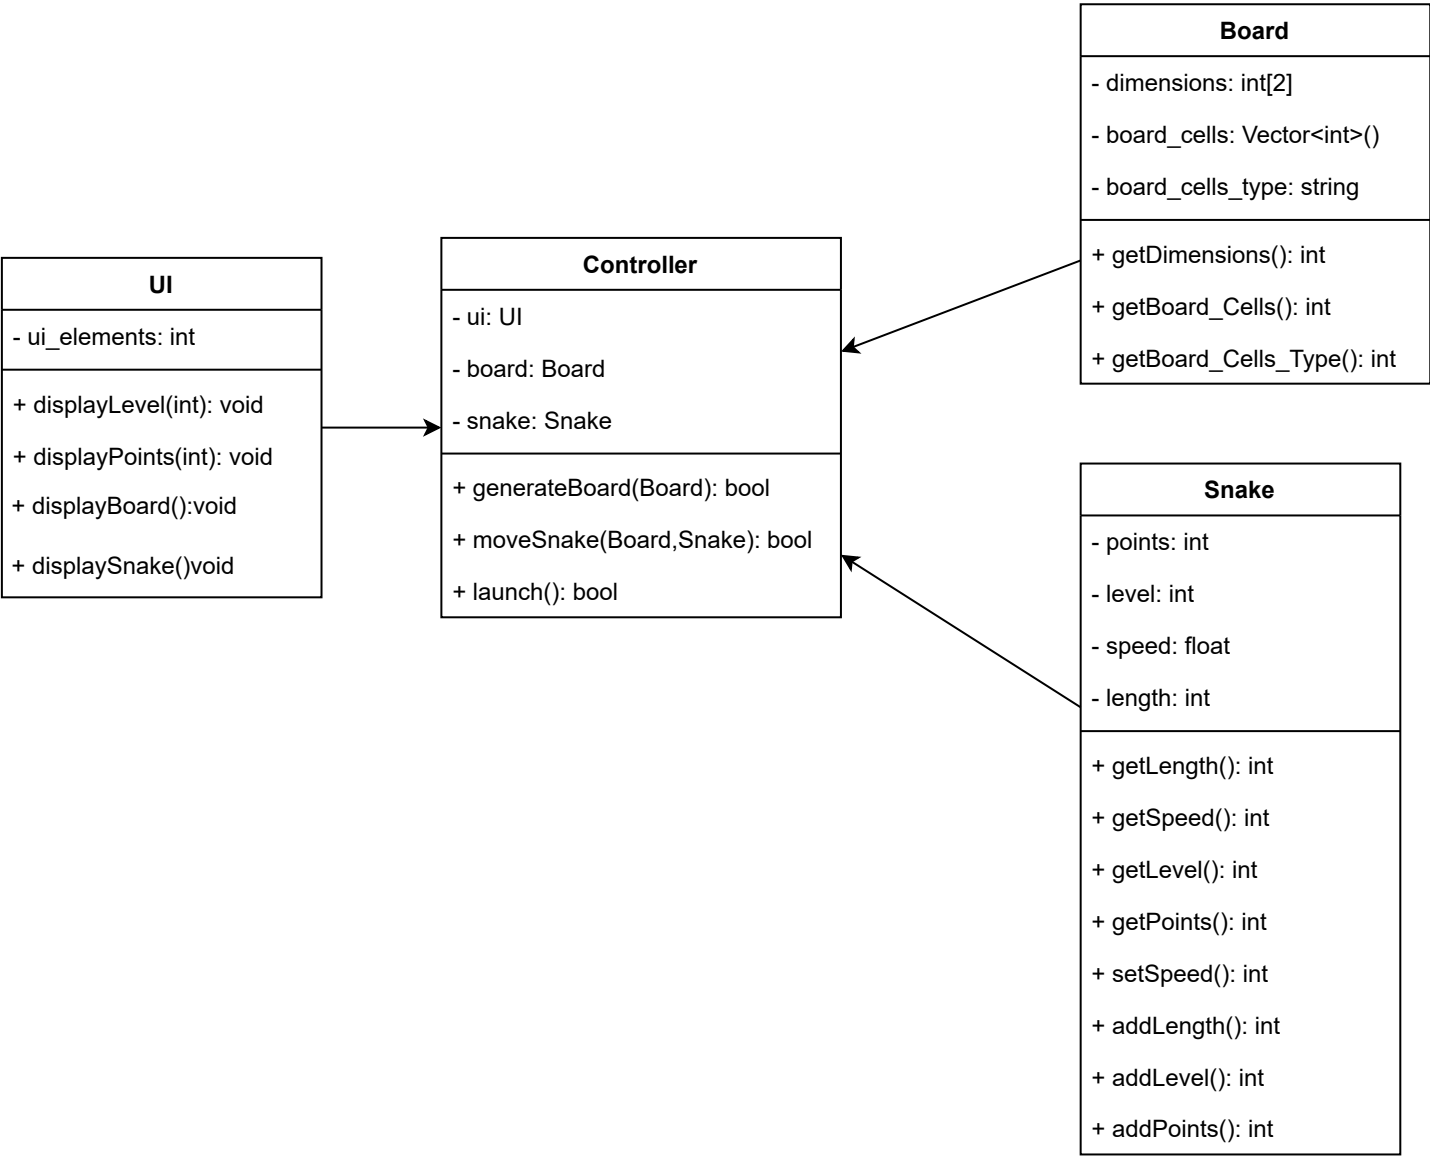 UI
- ui_elements: int
+ displayLevel(int): void
+ displayPoints(int): void
+ displayBoard():void
+ displaySnake()void
Controller
- ui: UI
- board: Board
- snake: Snake
+ generateBoard(Board): bool
+ moveSnake(Board,Snake): bool
+ launch(): bool
Board
- dimensions: int[2]
- board_cells: Vector<int>()
- board_cells_type: string
+ getDimensions(): int
+ getBoard_Cells(): int
+ getBoard_Cells_Type(): int
Snake
- points: int
- level: int
- speed: float
- length: int
+ getLength(): int
+ getSpeed(): int
+ getLevel(): int
+ getPoints(): int
+ setSpeed(): int
+ addLength(): int
+ addLevel(): int
+ addPoints(): int